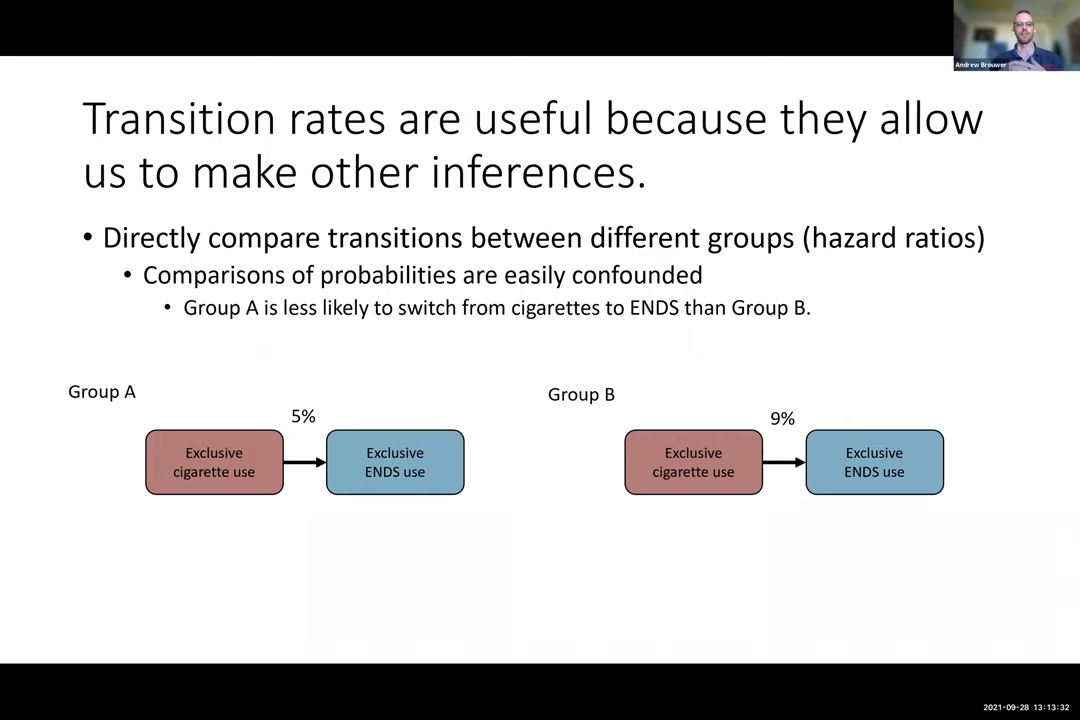 Andrew Brouwer
Transition rates are useful because they allow
us to make other inferences.
• Directly compare transitions between different groups (hazard ratios)
• Comparisons of probabilities are easily confounded
• Group A is less likely to switch from cigarettes to ENDS than Group B.
Group A
5%
Exclusive
cigarette use
Exclusive
ENDS use
Group B
9%
Exclusive
cigarette use
Exclusive
ENDS use
2021-09-28 13:13:32